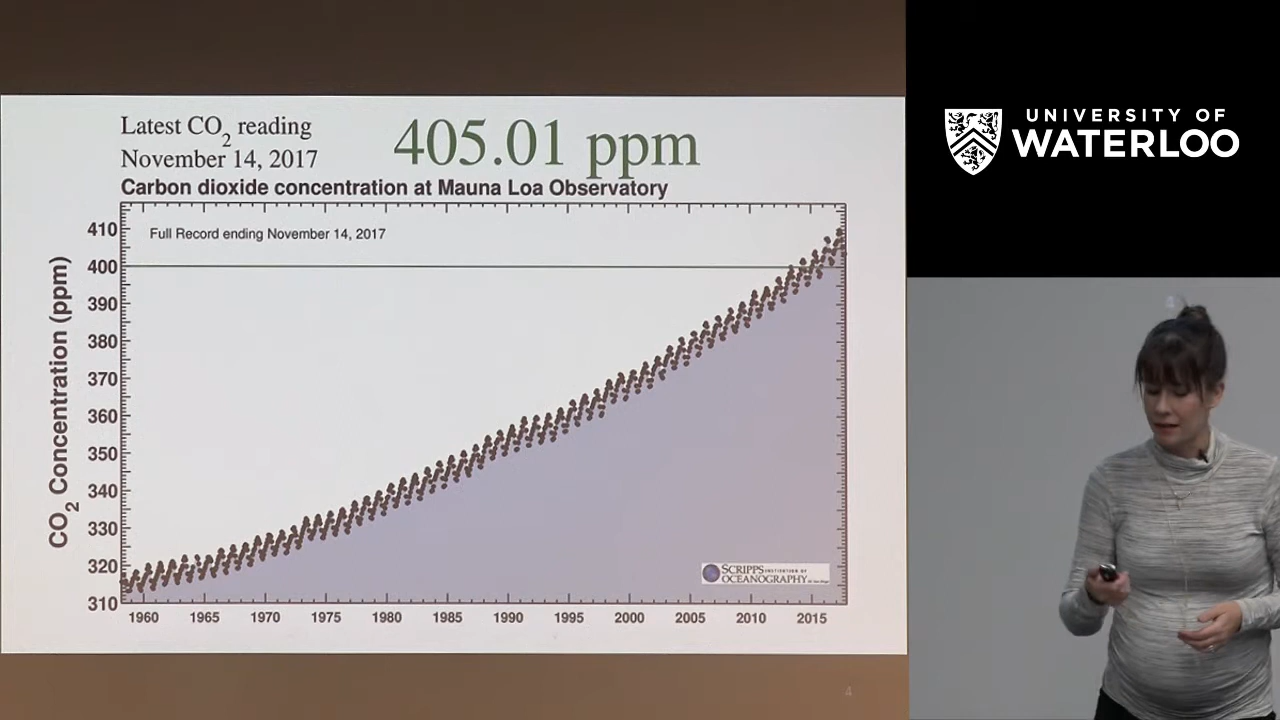 Latest CO2 reading
November 14, 2017
405.01 ppm
Carbon dioxide concentration at Mauna Loa Observatory
Full Record ending November 14, 2017
CO2 Concentration (ppm)
410
400
390
380
370
360
350
340
330
320
310
1960 1965 1970 1975 1980 1985 1990 1995 2000 2005 2010 2015
SCRIPPS INSTITUTION OF
OCEANOGRAPHY
4
UNIVERSITY OF
WATERLOO